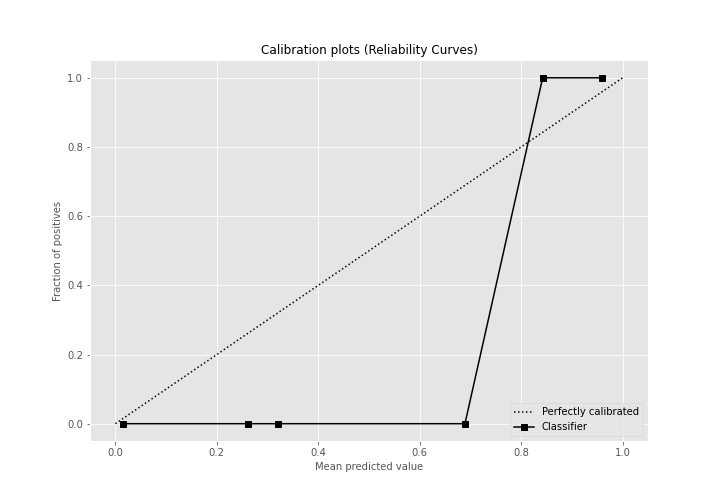 Calibration plots (Reliability Curves)
1.0
0.8
0.6
0.4
0.2
0.0
Fraction of positives
0.0 0.2 0.4 0.6 0.8 1.0
Mean predicted value
Perfectly calibrated
Classifier